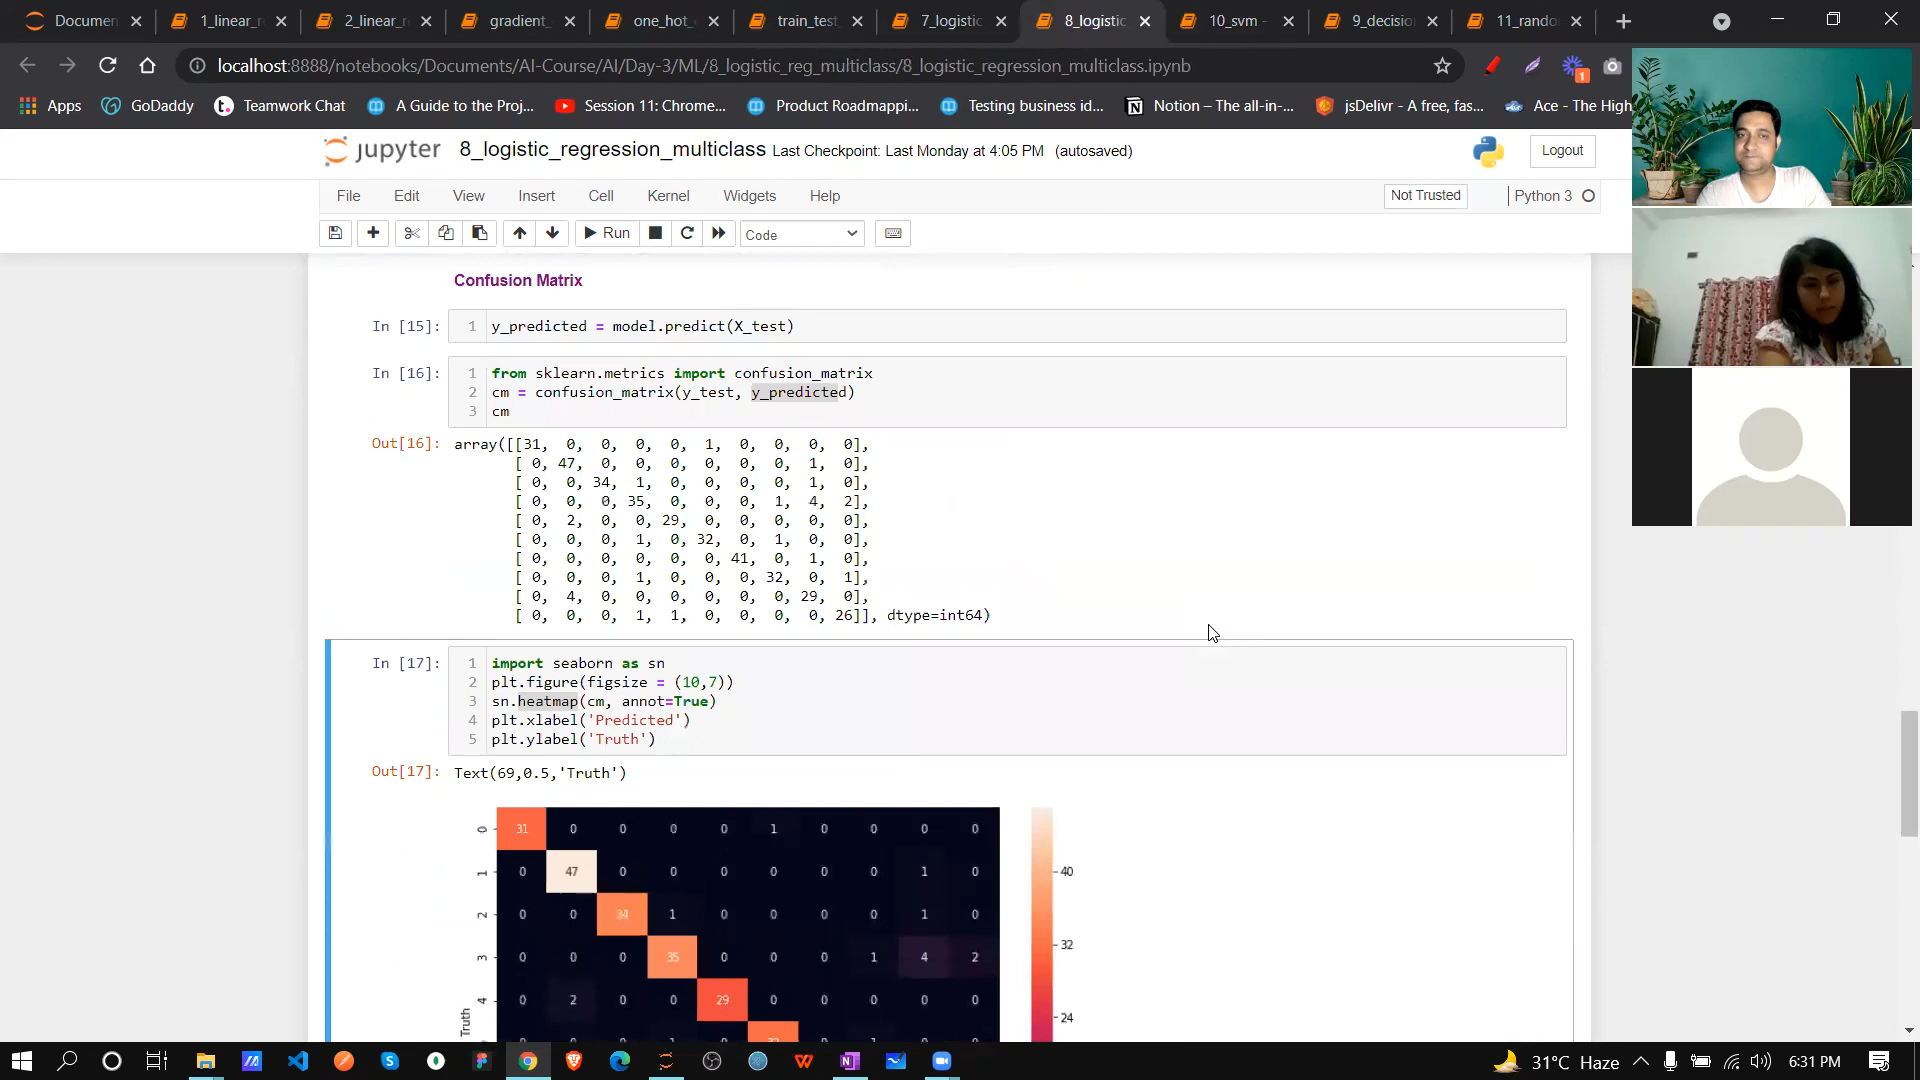 Documen 1_linear_r 2_linear_r gradient_ one_hot_ train_test 7_logistic 8_logistic 10_svm - 9_decisio 11_rando
localhost:8888/notebooks/Documents/AI-Course/AI/Day-3/ML/8_logistic_reg_multiclass/8_logistic_regression_multiclass.ipynb
1
Apps GoDaddy Teamwork Chat A Guide to the Proj... Session 11: Chrome... Product Roadmappi... Testing business id... Notion – The all-in-... jsDelivr - A free, fas... Ace - The High
jupyter 8_logistic_regression_multiclass Last Checkpoint: Last Monday at 4:05 PM (autosaved) Logout
File Edit View Insert Cell Kernel Widgets Help Not Trusted Python 3
Run Code
Confusion Matrix
In [15]: 1 y_predicted = model.predict(X_test)
In [16]: 1 from sklearn.metrics import confusion_matrix
2 cm = confusion_matrix(y_test, y_predicted)
3 cm
Out[16]: array([[31, 0, 0, 0, 0, 1, 0, 0, 0, 0],
[ 0, 47, 0, 0, 0, 0, 0, 0, 1, 0],
[ 0, 0, 34, 1, 0, 0, 0, 0, 1, 0],
[ 0, 0, 0, 35, 0, 0, 0, 1, 4, 2],
[ 0, 2, 0, 0, 29, 0, 0, 0, 0, 0],
[ 0, 0, 0, 1, 0, 32, 0, 1, 0, 0],
[ 0, 0, 0, 0, 0, 0, 41, 0, 1, 0],
[ 0, 0, 0, 1, 0, 0, 0, 32, 0, 1],
[ 0, 4, 0, 0, 0, 0, 0, 0, 29, 0],
[ 0, 0, 0, 1, 1, 0, 0, 0, 0, 26]], dtype=int64)
In [17]: 1 import seaborn as sn
2 plt.figure(figsize = (10,7))
3 sn.heatmap(cm, annot=True)
4 plt.xlabel('Predicted')
5 plt.ylabel('Truth')
Out[17]: Text(69,0.5,'Truth')
0 31 0 0 0 0 1 0 0 0 0
1 0 47 0 0 0 0 0 0 1 0 40
2 0 0 34 1 0 0 0 0 1 0
32
3 0 0 0 35 0 0 0 1 4 2
4 0 2 0 0 29 0 0 0 0 0
24
Truth
31°C Haze 6:31 PM